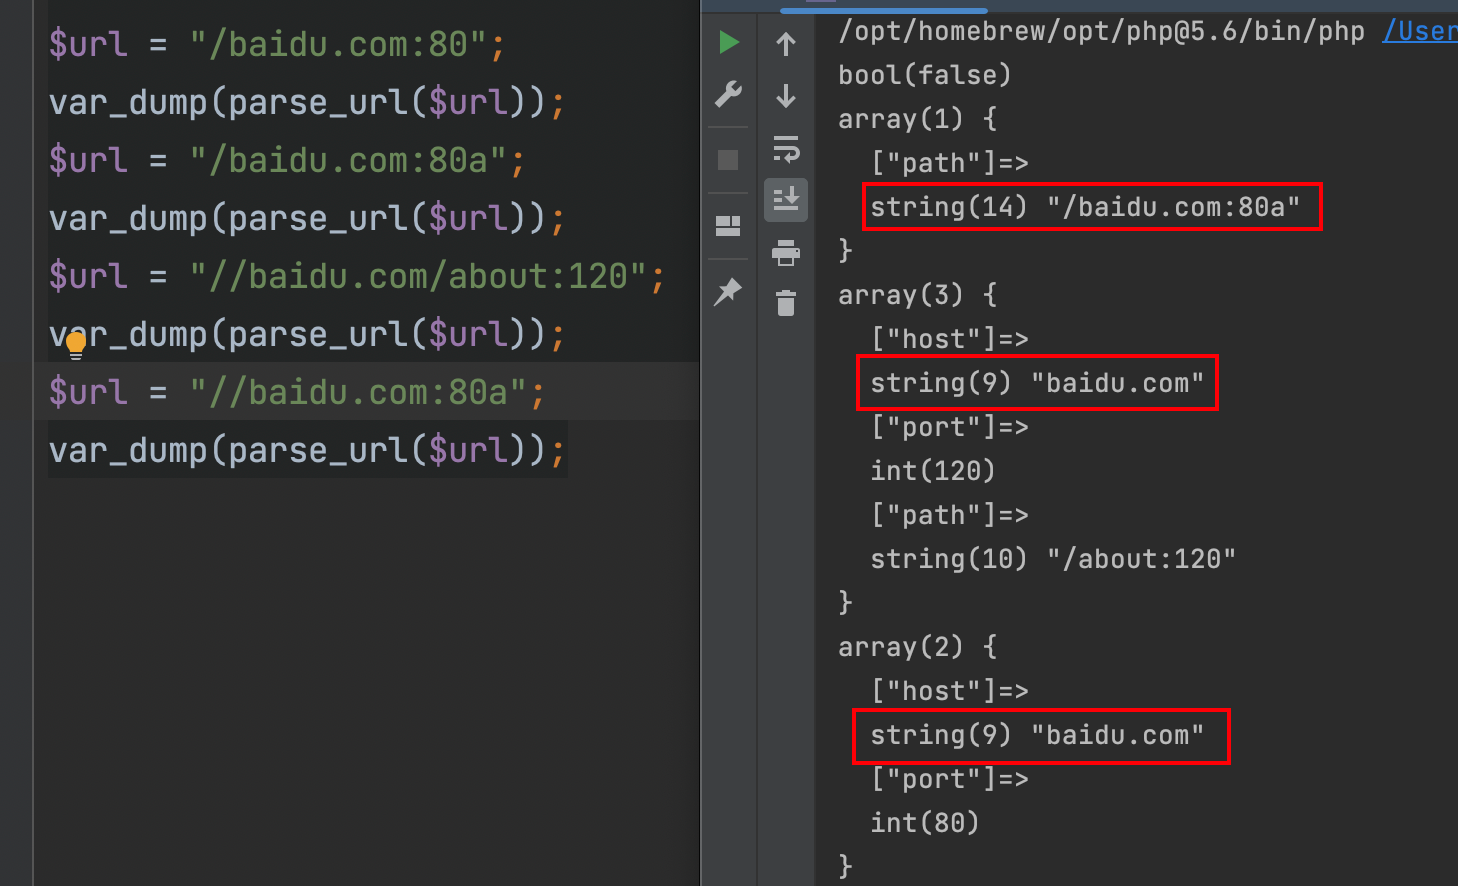 $url = "/baidu.com:80";
var_dump(parse_url($url));
$url = "/baidu.com:80a";
var_dump(parse_url($url));
$url = "//baidu.com/about:120";
var_dump(parse_url($url));
$url = "//baidu.com:80a";
var_dump(parse_url($url));
/opt/homebrew/opt/php@5.6/bin/php /User
bool(false)
array(1) {
["path"]=>
string(14) "/baidu.com:80a"
}
array(3) {
["host"]=>
string(9) "baidu.com"
["port"]=>
int(120)
["path"]=>
string(10) "/about:120"
}
array(2) {
["host"]=>
string(9) "baidu.com"
["port"]=>
int(80)
}